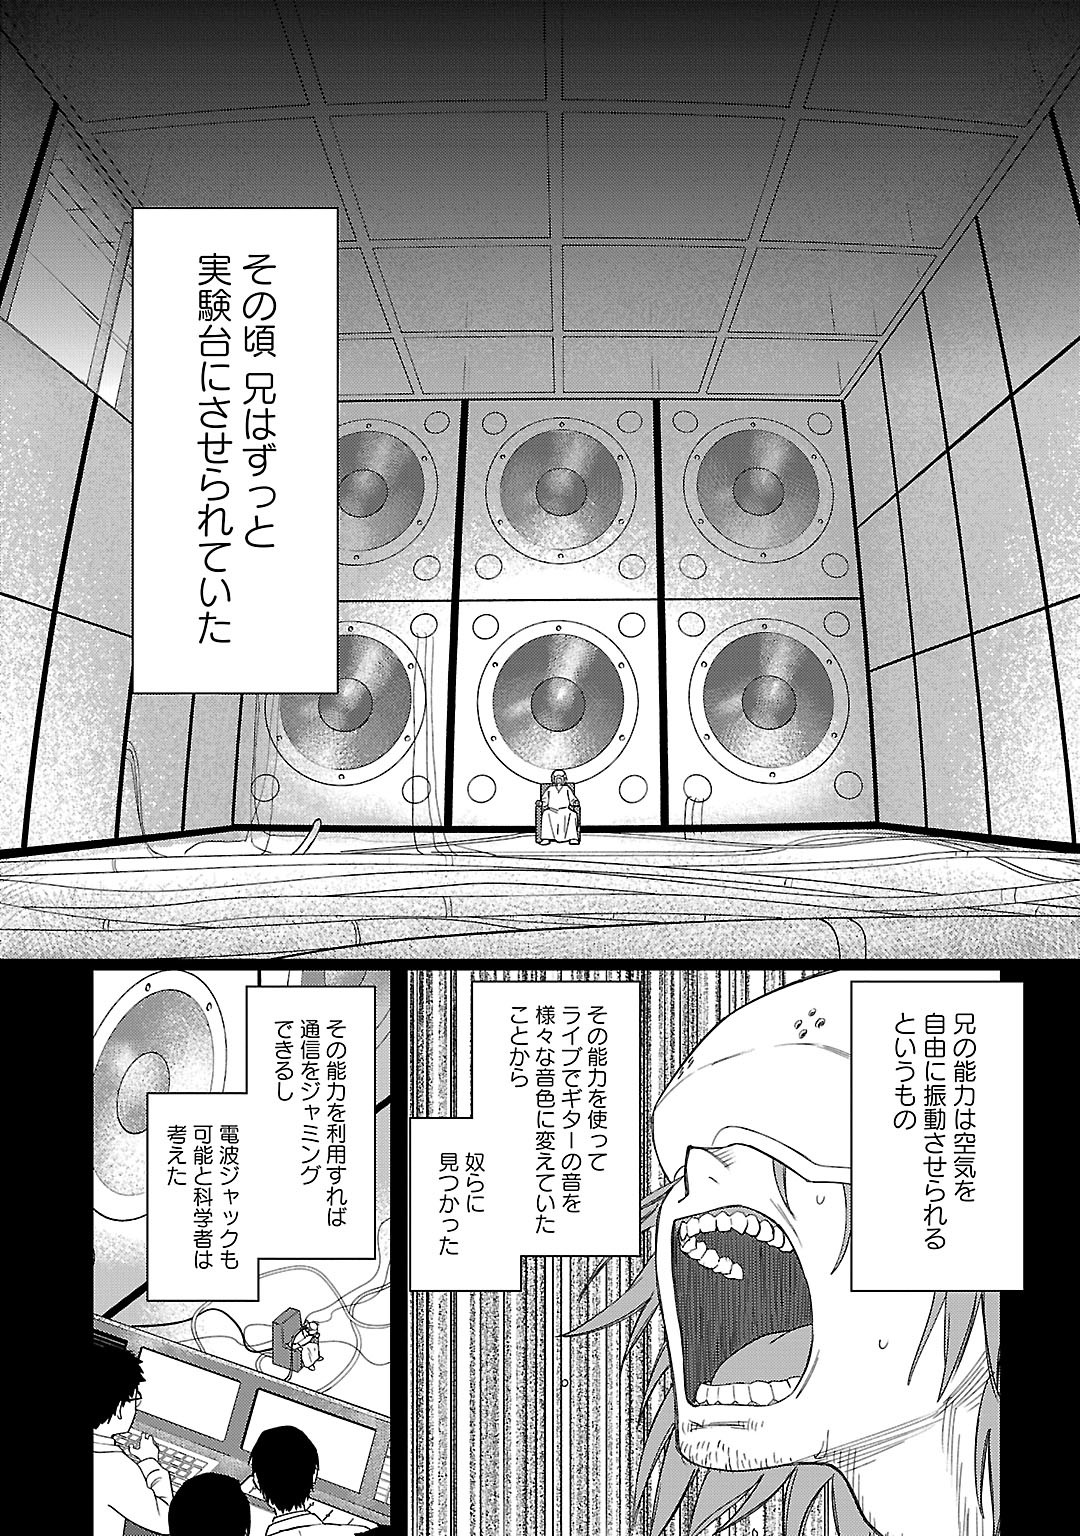 その頃 兄はずっと
実験台にさせられていた
兄の能力は空気を
自由に振動させられる
というもの
その能力を使って
ライブでギターの音を
様々な音色に変えていた
ことから
奴らに
見つかった
その能力を利用すれば
通信をジャミング
できるし
電波ジャックも
可能と科学者は
考えた